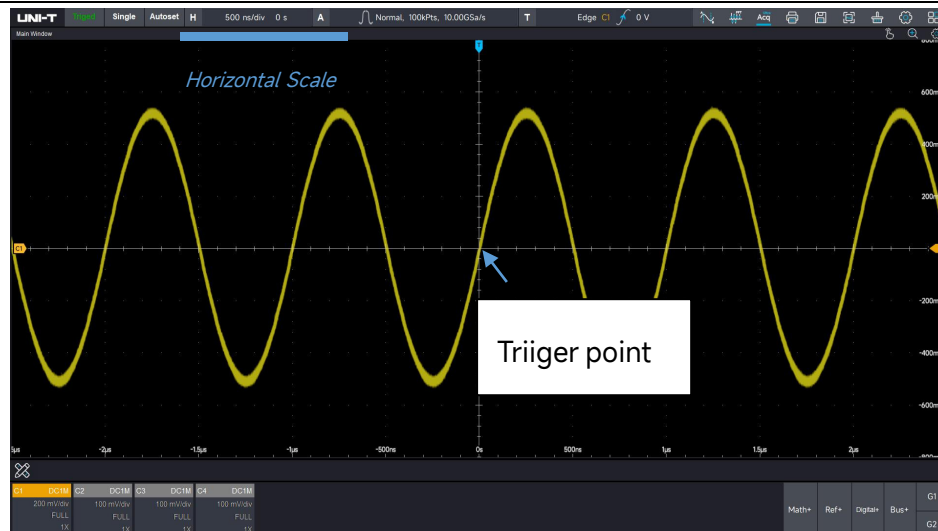 UNI-T Triged Single Autoset H 500 ns/div 0 s A Normal, 100kPts, 10.00GSa/s T Edge C1 0 V Acq
Main Window
T
Horizontal Scale
600m
400m
C1
200m
-200m
Triiger point
-400m
-600m
5μs -2μs -1.5μs -1μs -500ns 0s 500ns 1μs 1.5μs 2μs -800m
C1 DC1M C2 DC1M C3 DC1M C4 DC1M
200 mV/div 100 mV/div 100 mV/div 100 mV/div
FULL FULL FULL FULL
1X 1X 1X 1X
Math+ Ref+ Digital+ Bus+
G1
G2